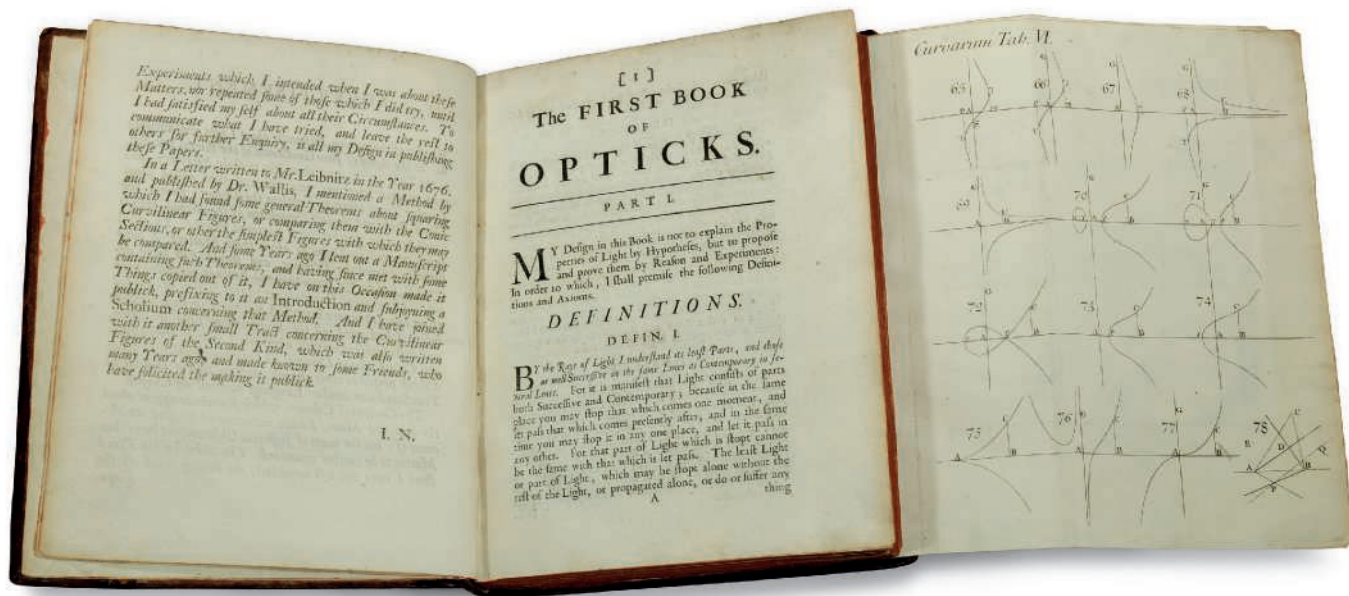 Experiments which I intended when I was about these
Matters, nor repeated some of those which I did try, until
I had satisfied my self about all their Circumstances. To
communicate what I have tried, and leave the rest to
others for further Enquiry, is all my Design in publishing
these Papers.
In a Letter written to Mr. Leibnitz in the Year 1676.
and published by Dr. Wallis, I mentioned a Method by
which I had found some general Theorems about squaring
Curvilinear Figures, or comparing them with the Conic
Sections, or other the simplest Figures with which they may
be compared. And some Years ago I lent out a Manuscript
containing such Theorems, and having since met with some
Things copied out of it, I have on this Occasion made it
publick, prefixing to it an Introduction and subjoyning a
Scholium concerning that Method. And I have joined
with it another small Tract concerning the Curvilinear
Figures of the Second Kind, which was also written
many Years ago, and made known to some Friends, who
have solicited the making it publick.
I. N.
[1]
The FIRST BOOK
OF
OPTICKS.
PART I.
MY Design in this Book is not to explain the Pro-
perties of Light by Hypotheses, but to propose
and prove them by Reason and Experiments:
In order to which, I shall premise the following Defini-
tions and Axioms.
DEFINITIONS.
DEFIN. I.
BY the Rays of Light I understand its least Parts, and those
as well Successive in the same Lines as Contemporary in se-
veral Lines. For it is manifest that Light consists of parts
both Successive and Contemporary; because in the same
place you may stop that which comes one moment, and
let pass that which comes presently after; and in the same
time you may stop it in any one place, and let it pass in
any other. For that part of Light which is stopt cannot
be the same with that which is let pass. The least Light
or part of Light, which may be stopt alone without the
rest of the Light, or propagated alone, or do or suffer any
A thing
Curvarum Tab. VI.
65 66 67 68
69 70 71
72 73 74
75 76 77 78